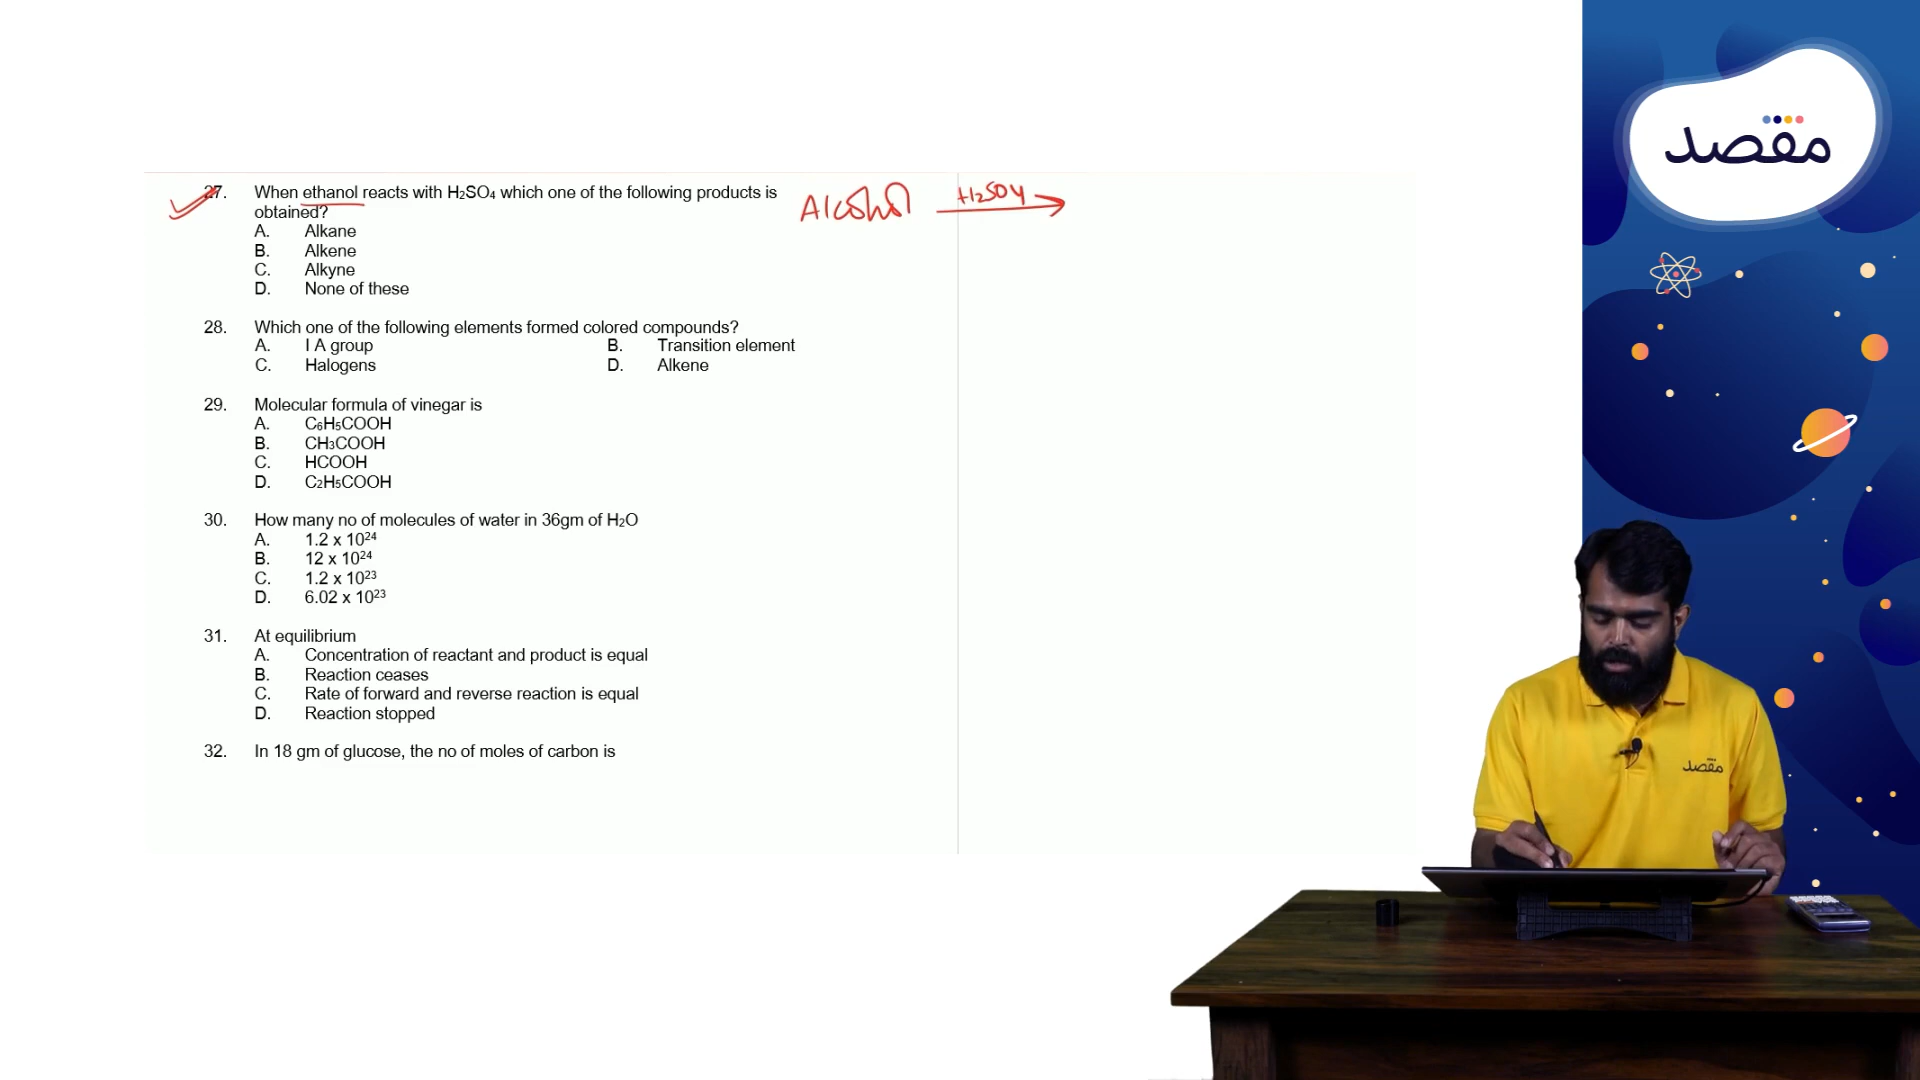 مقصد
27. When ethanol reacts with H₂SO₄ which one of the following products is
obtained?
Alcohol H₂SO₄
A. Alkane
B. Alkene
C. Alkyne
D. None of these
28. Which one of the following elements formed colored compounds?
A. I A group B. Transition element
C. Halogens D. Alkene
29. Molecular formula of vinegar is
A. C₆H₅COOH
B. CH₃COOH
C. HCOOH
D. C₂H₅COOH
30. How many no of molecules of water in 36gm of H₂O
A. 1.2 x 10²⁴
B. 12 x 10²⁴
C. 1.2 x 10²³
D. 6.02 x 10²³
31. At equilibrium
A. Concentration of reactant and product is equal
B. Reaction ceases
C. Rate of forward and reverse reaction is equal
D. Reaction stopped
32. In 18 gm of glucose, the no of moles of carbon is
مقصد